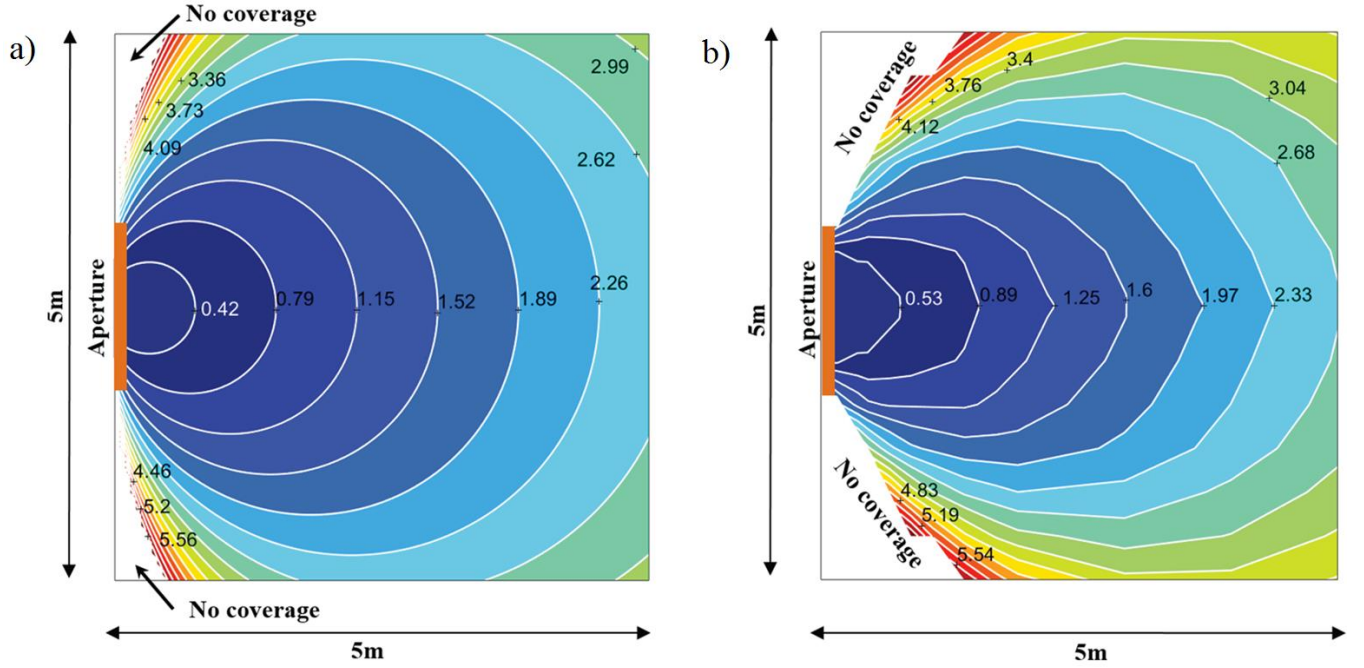 a)
No coverage
3.36
3.73
4.09
2.99
2.62
5m
Aperture
0.42
0.79
1.15
1.52
1.89
2.26
4.46
5.2
5.56
No coverage
5m
b)
No coverage
3.4
3.76
4.12
3.04
2.68
5m
Aperture
0.53
0.89
1.25
1.6
1.97
2.33
No coverage
4.83
5.19
5.54
5m